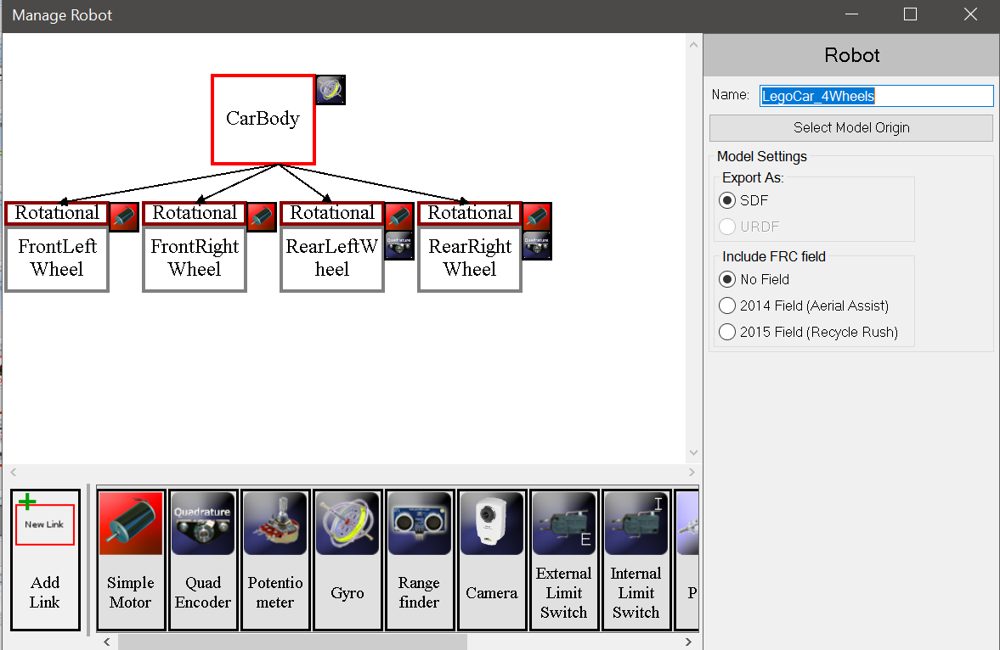 Manage Robot
Robot
Name:
LegoCar_4Wheels
Select Model Origin
Model Settings
Export As:
SDF
URDF
Include FRC field
No Field
2014 Field (Aerial Assist)
2015 Field (Recycle Rush)
CarBody
Rotational
FrontLeft
Wheel
Rotational
FrontRight
Wheel
Rotational
RearLeftW
heel
Quadrature
Rotational
RearRight
Wheel
Quadrature
New Link
Add
Link
Simple
Motor
Quadrature
Quad
Encoder
Potentio
meter
Gyro
Range
finder
Camera
E
External
Limit
Switch
I
Internal
Limit
Switch
P